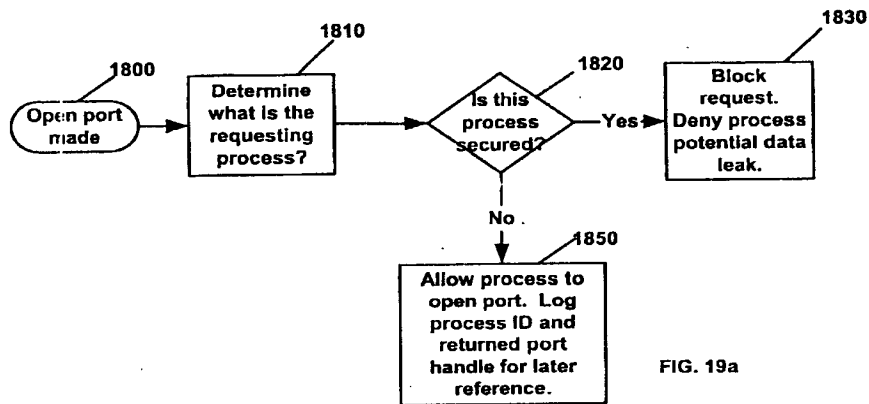 1800
Open port
made
1810
Determine
what is the
requesting
process?
1820
Is this
process
secured?
Yes
1830
Block
request.
Deny process
potential data
leak.
No
1850
Allow process to
open port. Log
process ID and
returned port
handle for later
reference.
FIG. 19a